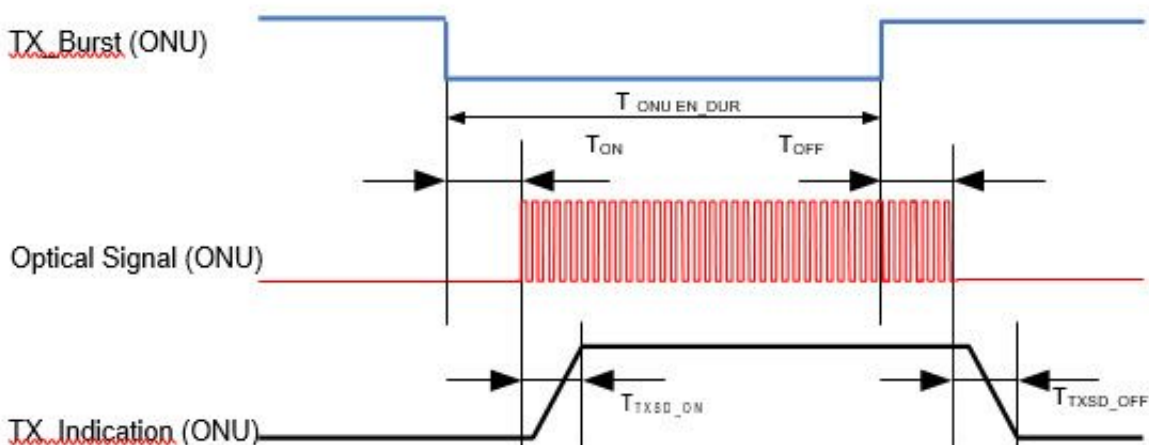 TX_Burst (ONU)
T ONU EN_DUR
TON
TOFF
Optical Signal (ONU)
TTXSD_ON
TTXSD_OFF
TX_Indication (ONU)